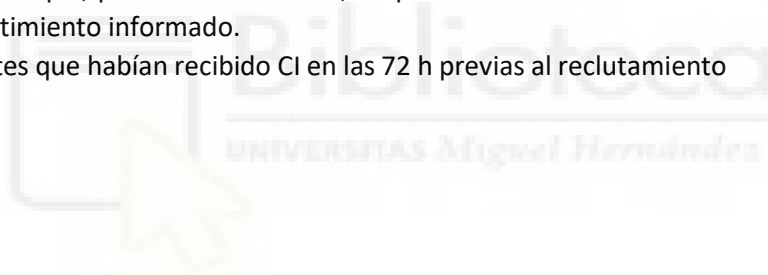 timiento informado.
tes que habían recibido CI en las 72 h previas al reclutamiento
Biblioteca
UNIVERSITAS Miguel Hernández